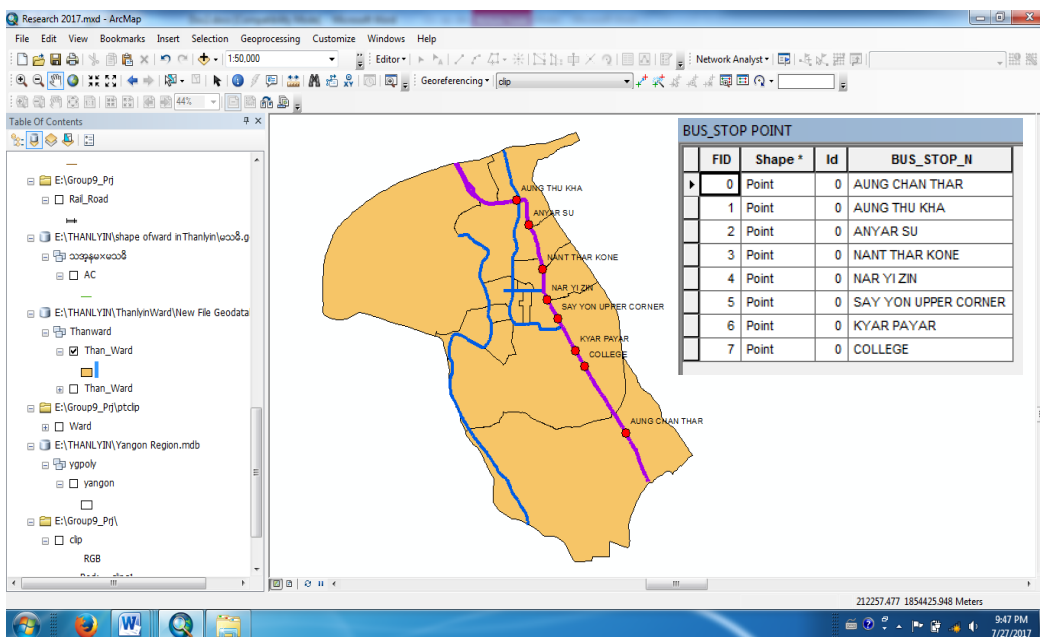 Research 2017.mxd - ArcMap
File Edit View Bookmarks Insert Selection Geoprocessing Customize Windows Help
1:50,000
Editor
Network Analyst
Georeferencing
clip
44%
Table Of Contents
E:\Group9_Prj
Rail_Road
E:\THANLYIN\shape ofward inThanlyin\
AC
E:\THANLYIN\ThanlyinWard\New File Geodata
Thanward
Than_Ward
Than_Ward
E:\Group9_Prj\ptclip
Ward
E:\THANLYIN\Yangon Region.mdb
ygpoly
yangon
E:\Group9_Prj\
clip
RGB
AUNG THU KHA
ANYAR SU
NANT THAR KONE
NAR YI ZIN
SAY YON UPPER CORNER
KYAR PAYAR
COLLEGE
AUNG CHAN THAR
BUS_STOP POINT
FID Shape * Id BUS_STOP_N
0 Point 0 AUNG CHAN THAR
1 Point 0 AUNG THU KHA
2 Point 0 ANYAR SU
3 Point 0 NANT THAR KONE
4 Point 0 NAR YI ZIN
5 Point 0 SAY YON UPPER CORNER
6 Point 0 KYAR PAYAR
7 Point 0 COLLEGE
212257.477 1854425.948 Meters
9:47 PM
7/27/2017